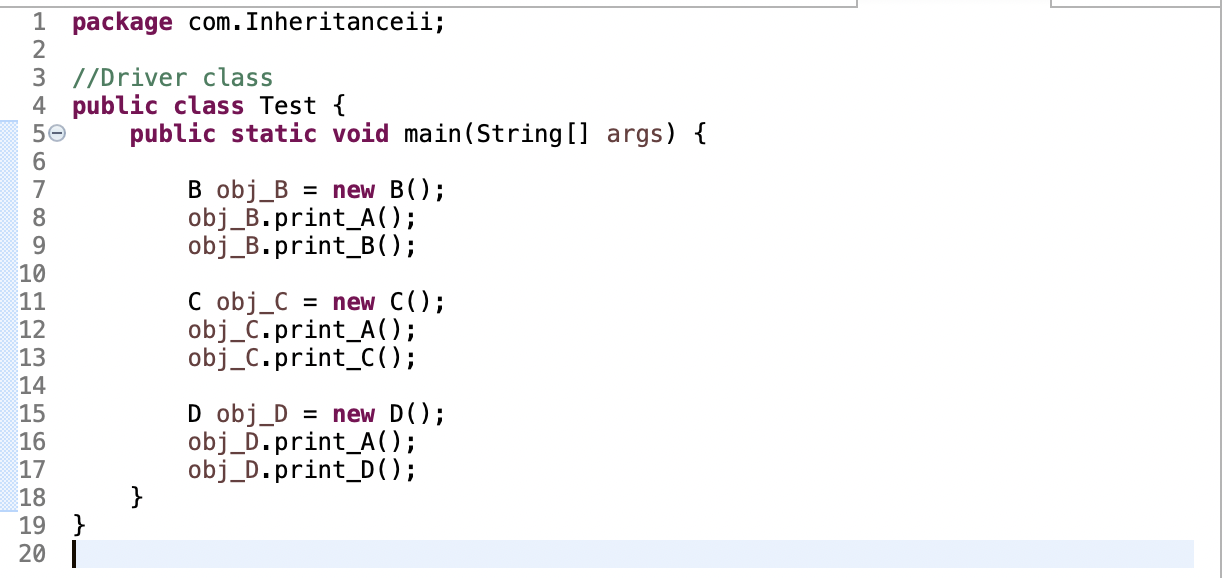 1 package com.Inheritanceii;
2
3 //Driver class
4 public class Test {
5 public static void main(String[] args) {
6
7 B obj_B = new B();
8 obj_B.print_A();
9 obj_B.print_B();
10
11 C obj_C = new C();
12 obj_C.print_A();
13 obj_C.print_C();
14
15 D obj_D = new D();
16 obj_D.print_A();
17 obj_D.print_D();
18 }
19 }
20